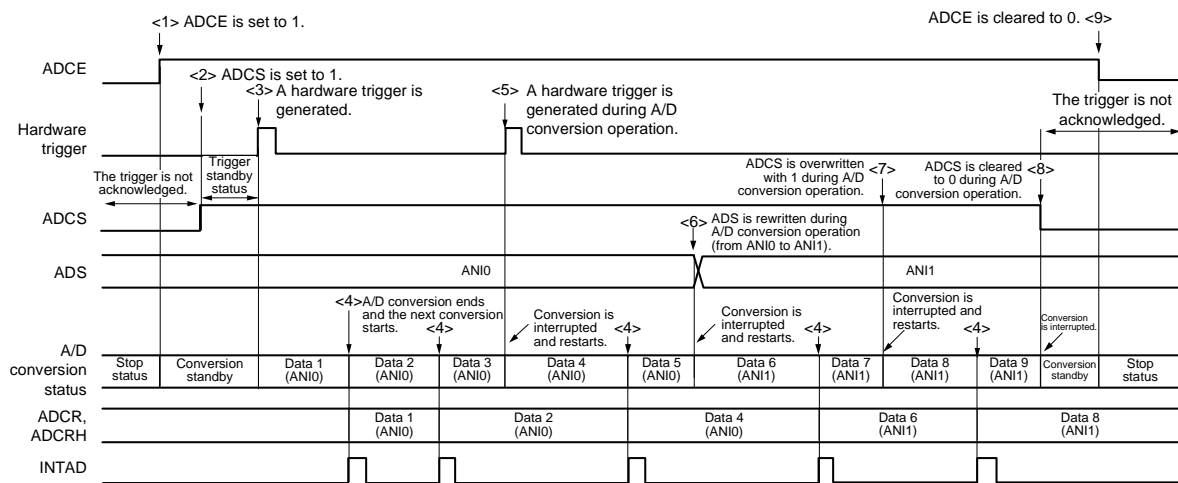 <1> ADCE is set to 1.
ADCE is cleared to 0. <9>
ADCE
<2> ADCS is set to 1.
<3> A hardware trigger is
generated.
<5> A hardware trigger is
generated during A/D
conversion operation.
The trigger is not
acknowledged.
Hardware
trigger
The trigger is not
acknowledged.
Trigger
standby
status
ADCS is overwritten
with 1 during A/D
conversion operation.
<7>
ADCS is cleared
to 0 during A/D
conversion operation.
<8>
ADCS
<6> ADS is rewritten during
A/D conversion operation
(from ANI0 to ANI1).
ADS
ANI0
ANI1
<4> A/D conversion ends
and the next conversion
starts.
<4>
Conversion is
interrupted
and restarts.
<4>
Conversion is
interrupted
and restarts.
<4>
Conversion is
interrupted and
restarts.
<4>
Conversion
is interrupted.
A/D
conversion
status
Stop
status
Conversion
standby
Data 1
(ANI0)
Data 2
(ANI0)
Data 3
(ANI0)
Data 4
(ANI0)
Data 5
(ANI0)
Data 6
(ANI1)
Data 7
(ANI1)
Data 8
(ANI1)
Data 9
(ANI1)
Conversion
standby
Stop
status
ADCR,
ADCRH
Data 1
(ANI0)
Data 2
(ANI0)
Data 4
(ANI0)
Data 6
(ANI1)
Data 8
(ANI1)
INTAD